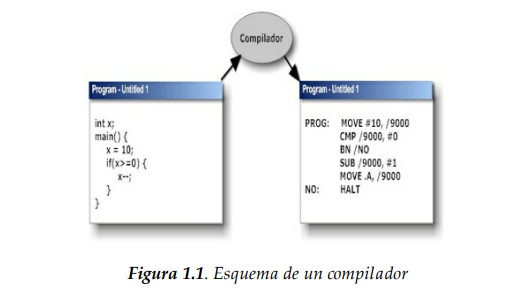 Compilador
Program - Untitled 1
int x;
main() {
x = 10;
if(x>=0) {
x--;
}
}
Program - Untitled 1
PROG: MOVE #10, /9000
CMP /9000, #0
BN /NO
SUB /9000, #1
MOVE .A, /9000
NO: HALT
Figura 1.1. Esquema de un compilador